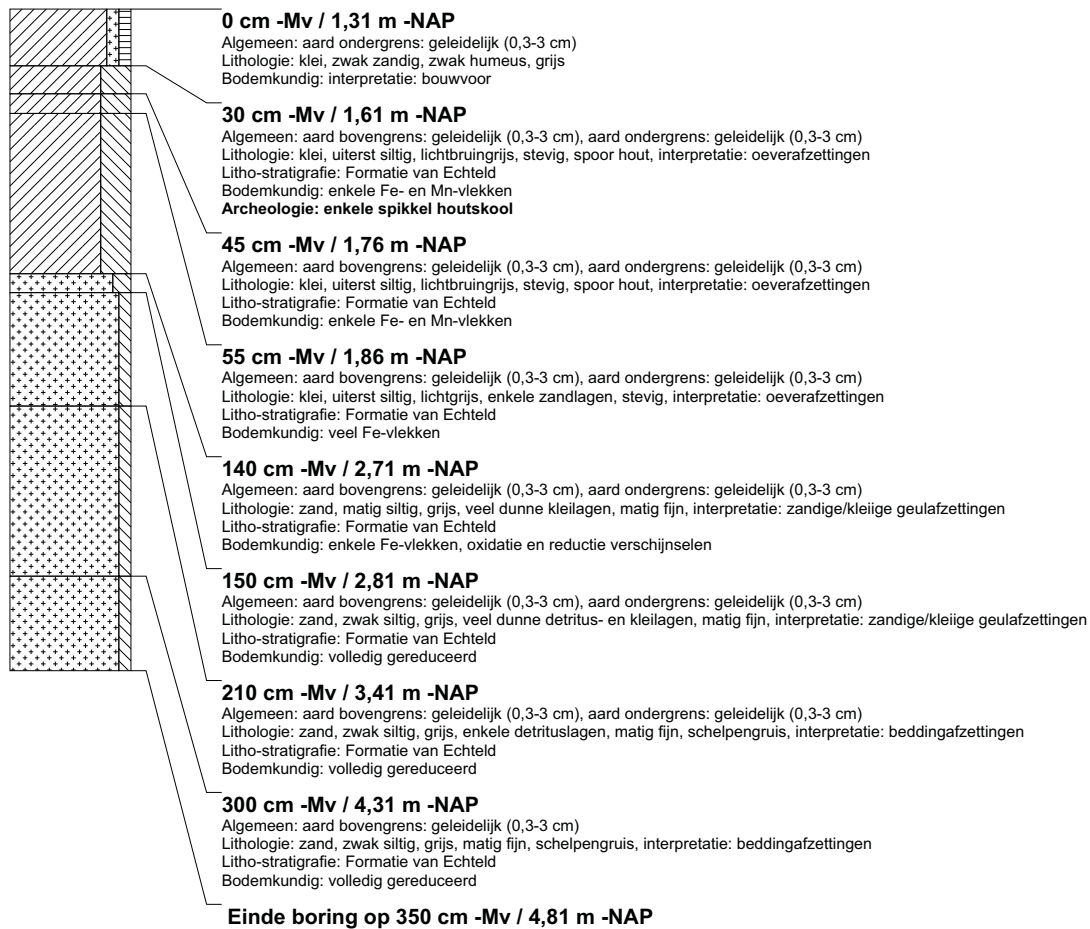 0 cm -Mv / 1,31 m -NAP
Algemeen: aard ondergrens: geleidelijk (0,3-3 cm)
Lithologie: klei, zwak zandig, zwak humeus, grijs
Bodemkundig: interpretatie: bouwvoor
30 cm -Mv / 1,61 m -NAP
Algemeen: aard bovengrens: geleidelijk (0,3-3 cm), aard ondergrens: geleidelijk (0,3-3 cm)
Lithologie: klei, uiterst siltig, lichtbruingrijs, stevig, spoor hout, interpretatie: oeverafzettingen
Litho-stratigrafie: Formatie van Echteld
Bodemkundig: enkele Fe- en Mn-vlekken
Archeologie: enkele spikkel houtskool
45 cm -Mv / 1,76 m -NAP
Algemeen: aard bovengrens: geleidelijk (0,3-3 cm), aard ondergrens: geleidelijk (0,3-3 cm)
Lithologie: klei, uiterst siltig, lichtbruingrijs, stevig, spoor hout, interpretatie: oeverafzettingen
Litho-stratigrafie: Formatie van Echteld
Bodemkundig: enkele Fe- en Mn-vlekken
55 cm -Mv / 1,86 m -NAP
Algemeen: aard bovengrens: geleidelijk (0,3-3 cm), aard ondergrens: geleidelijk (0,3-3 cm)
Lithologie: klei, uiterst siltig, lichtgrijs, enkele zandlagen, stevig, interpretatie: oeverafzettingen
Litho-stratigrafie: Formatie van Echteld
Bodemkundig: veel Fe-vlekken
140 cm -Mv / 2,71 m -NAP
Algemeen: aard bovengrens: geleidelijk (0,3-3 cm), aard ondergrens: geleidelijk (0,3-3 cm)
Lithologie: zand, matig siltig, grijs, veel dunne kleilagen, matig fijn, interpretatie: zandige/kleiige geulafzettingen
Litho-stratigrafie: Formatie van Echteld
Bodemkundig: enkele Fe-vlekken, oxidatie en reductie verschijnselen
150 cm -Mv / 2,81 m -NAP
Algemeen: aard bovengrens: geleidelijk (0,3-3 cm), aard ondergrens: geleidelijk (0,3-3 cm)
Lithologie: zand, zwak siltig, grijs, veel dunne detritus- en kleilagen, matig fijn, interpretatie: zandige/kleiige geulafzettingen
Litho-stratigrafie: Formatie van Echteld
Bodemkundig: volledig gereduceerd
210 cm -Mv / 3,41 m -NAP
Algemeen: aard bovengrens: geleidelijk (0,3-3 cm), aard ondergrens: geleidelijk (0,3-3 cm)
Lithologie: zand, zwak siltig, grijs, enkele detrituslagen, matig fijn, schelpengruis, interpretatie: beddingafzettingen
Litho-stratigrafie: Formatie van Echteld
Bodemkundig: volledig gereduceerd
300 cm -Mv / 4,31 m -NAP
Algemeen: aard bovengrens: geleidelijk (0,3-3 cm)
Lithologie: zand, zwak siltig, grijs, matig fijn, schelpengruis, interpretatie: beddingafzettingen
Litho-stratigrafie: Formatie van Echteld
Bodemkundig: volledig gereduceerd
Einde boring op 350 cm -Mv / 4,81 m -NAP